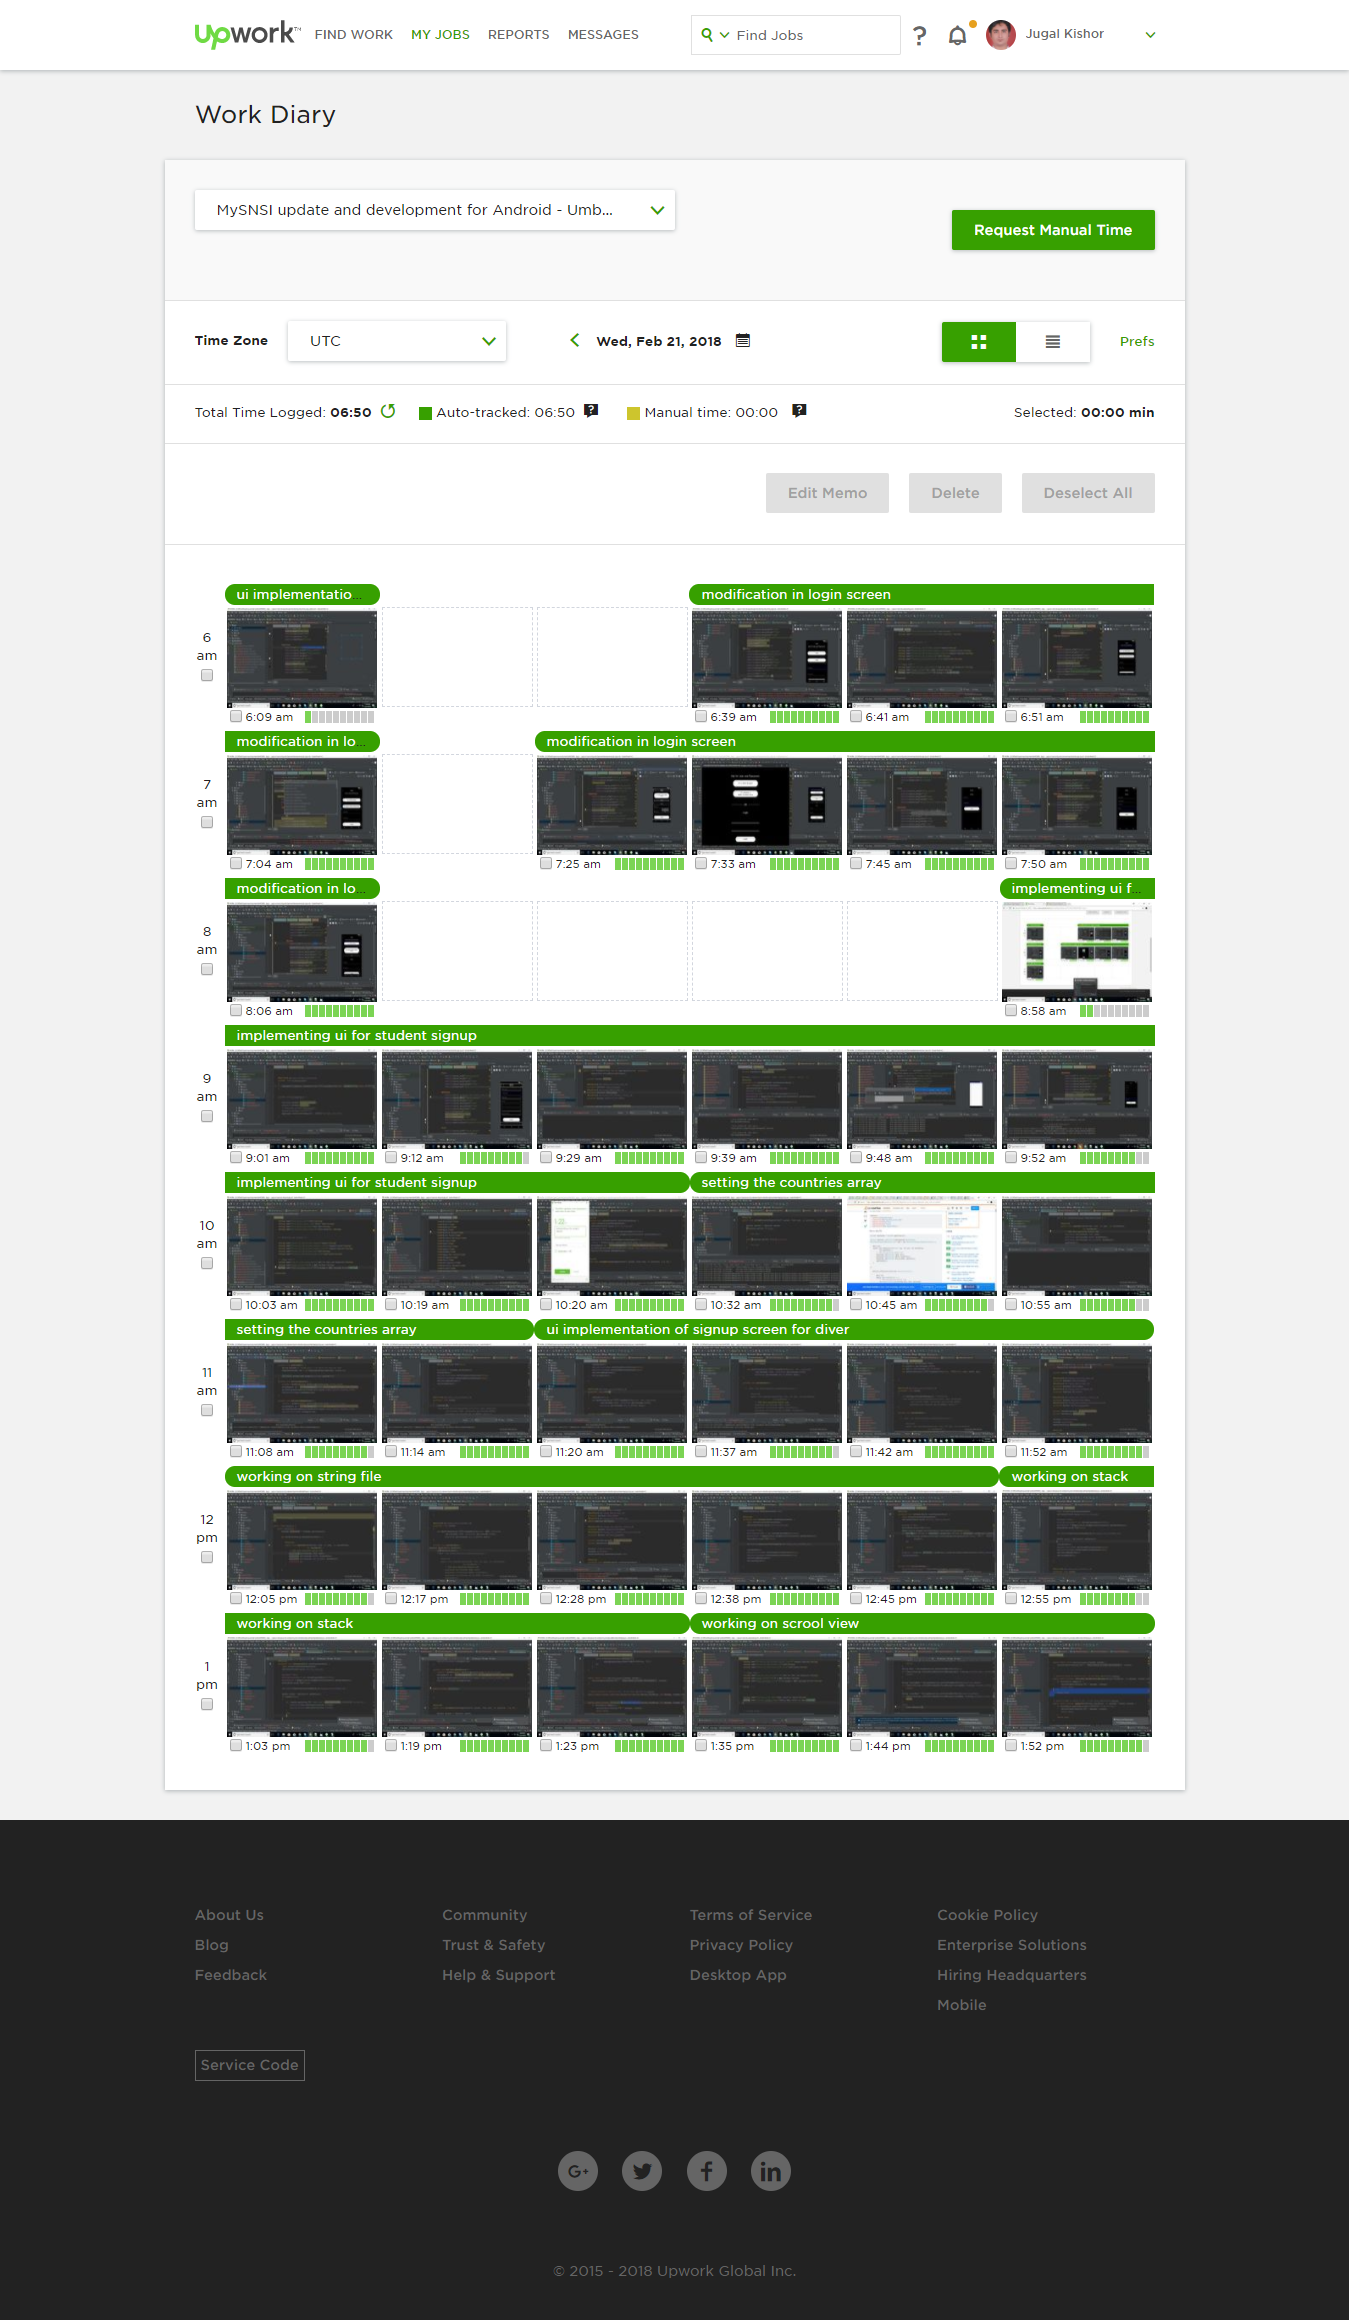 Upwork™ FIND WORK MY JOBS REPORTS MESSAGES Find Jobs ? Jugal Kishor
Work Diary
MySNSI update and development for Android - Umb...
Request Manual Time
Time Zone UTC Wed, Feb 21, 2018 Prefs
Total Time Logged: 06:50 Auto-tracked: 06:50 Manual time: 00:00 Selected: 00:00 min
Edit Memo Delete Deselect All
ui implementatio... modification in login screen
6
am
6:09 am 6:39 am 6:41 am 6:51 am
modification in lo... modification in login screen
7
am
7:04 am 7:25 am 7:33 am 7:45 am 7:50 am
modification in lo... implementing ui f...
8
am
8:06 am 8:58 am
implementing ui for student signup
9
am
9:01 am 9:12 am 9:29 am 9:39 am 9:48 am 9:52 am
implementing ui for student signup setting the countries array
10
am
10:03 am 10:19 am 10:20 am 10:32 am 10:45 am 10:55 am
setting the countries array ui implementation of signup screen for diver
11
am
11:08 am 11:14 am 11:20 am 11:37 am 11:42 am 11:52 am
working on string file working on stack
12
pm
12:05 pm 12:17 pm 12:28 pm 12:38 pm 12:45 pm 12:55 pm
working on stack working on scrool view
1
pm
1:03 pm 1:19 pm 1:23 pm 1:35 pm 1:44 pm 1:52 pm
About Us Community Terms of Service Cookie Policy
Blog Trust & Safety Privacy Policy Enterprise Solutions
Feedback Help & Support Desktop App Hiring Headquarters
Mobile
Service Code
G+ f in
© 2015 - 2018 Upwork Global Inc.